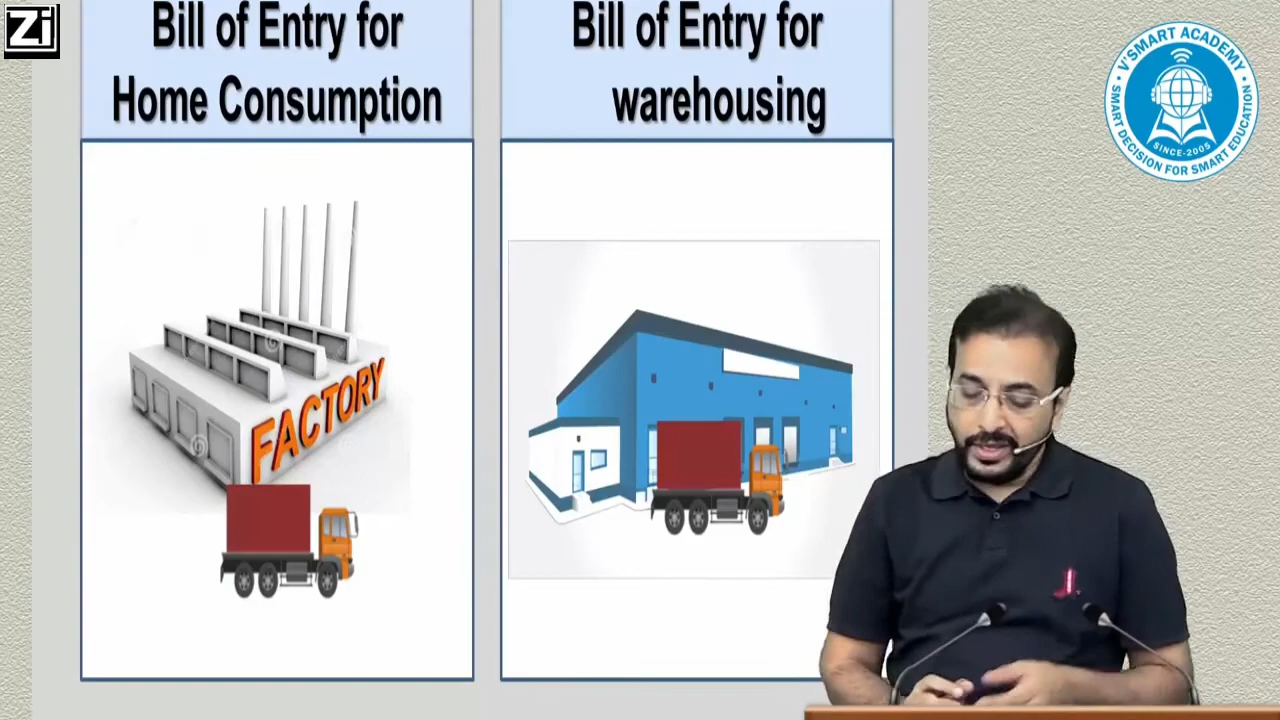 Zi
Bill of Entry for
Home Consumption
Bill of Entry for
warehousing
FACTORY
V'SMART ACADEMY
SMART DECISION FOR SMART EDUCATION
SINCE-2005